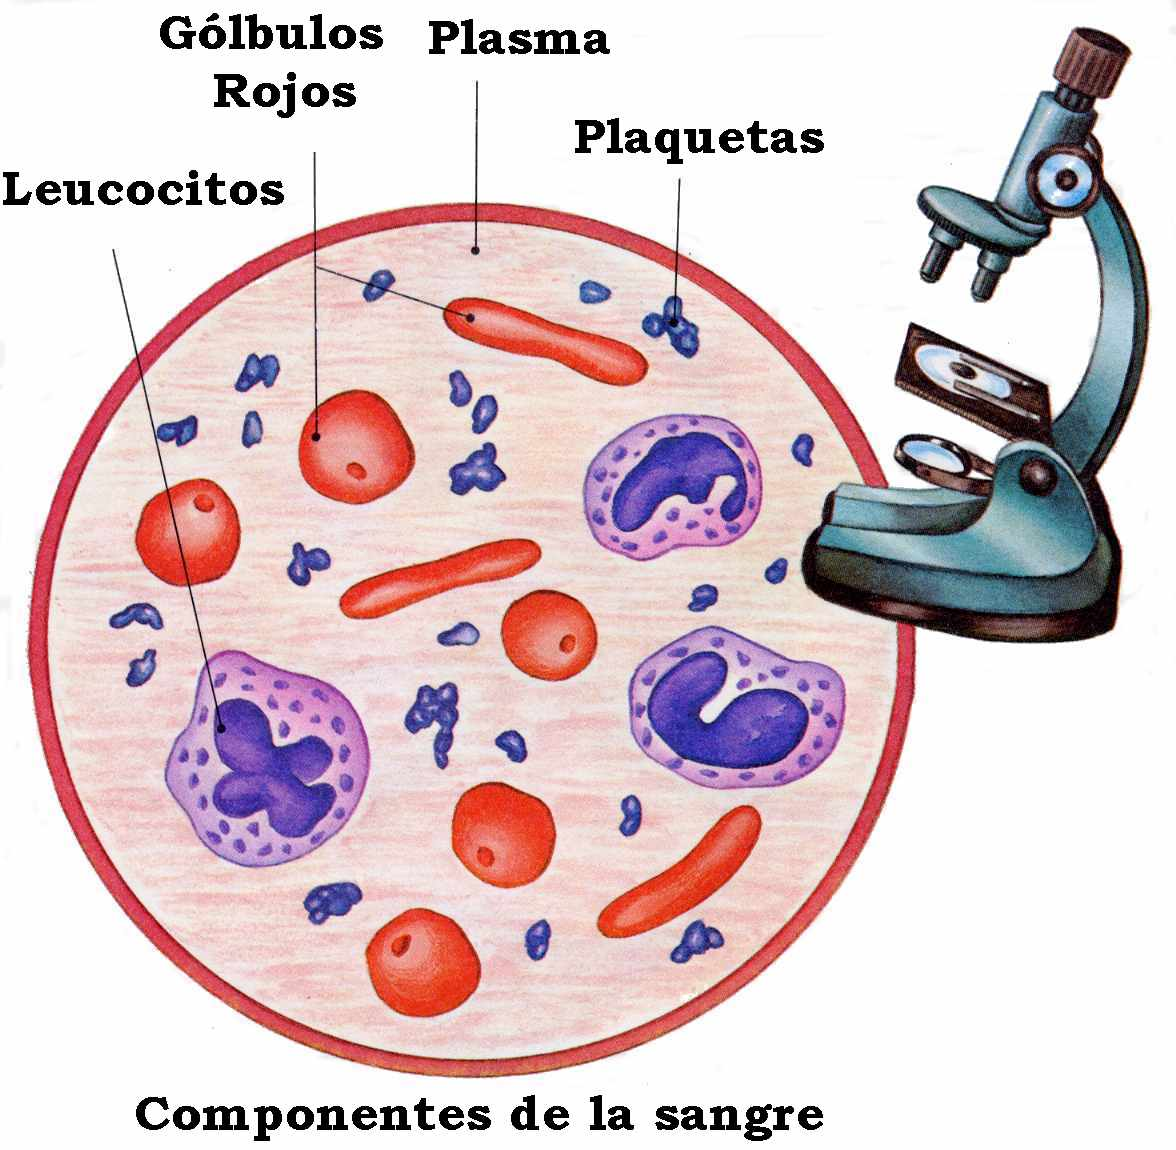 Gólbulos
Rojos
Plasma
Plaquetas
Leucocitos
Componentes de la sangre